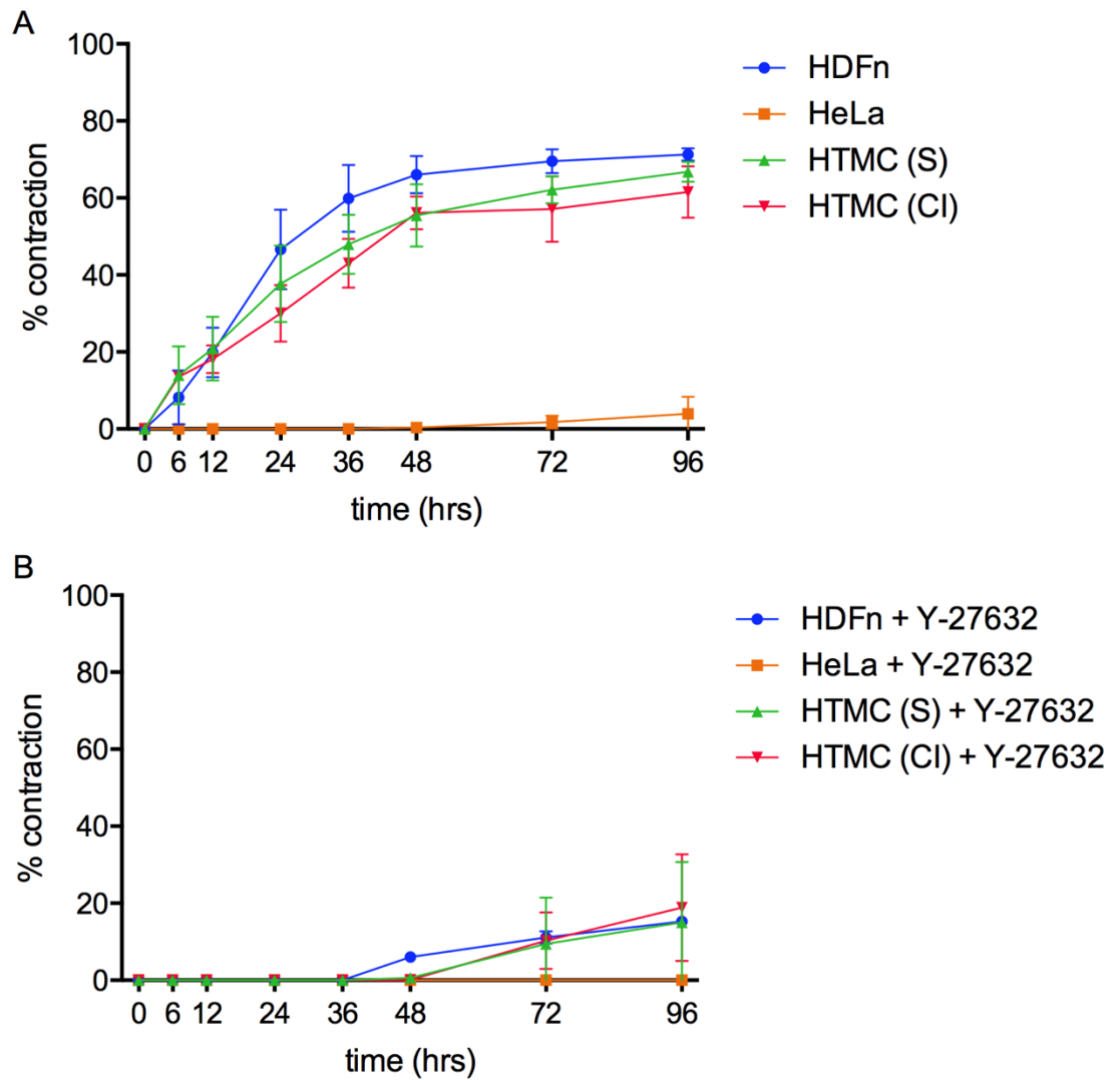 A
100
80
60
40
20
0
% contraction
0 6 12 24 36 48 72 96
time (hrs)
HDFn
HeLa
HTMC (S)
HTMC (CI)
B
100
80
60
40
20
0
% contraction
0 6 12 24 36 48 72 96
time (hrs)
HDFn + Y-27632
HeLa + Y-27632
HTMC (S) + Y-27632
HTMC (CI) + Y-27632